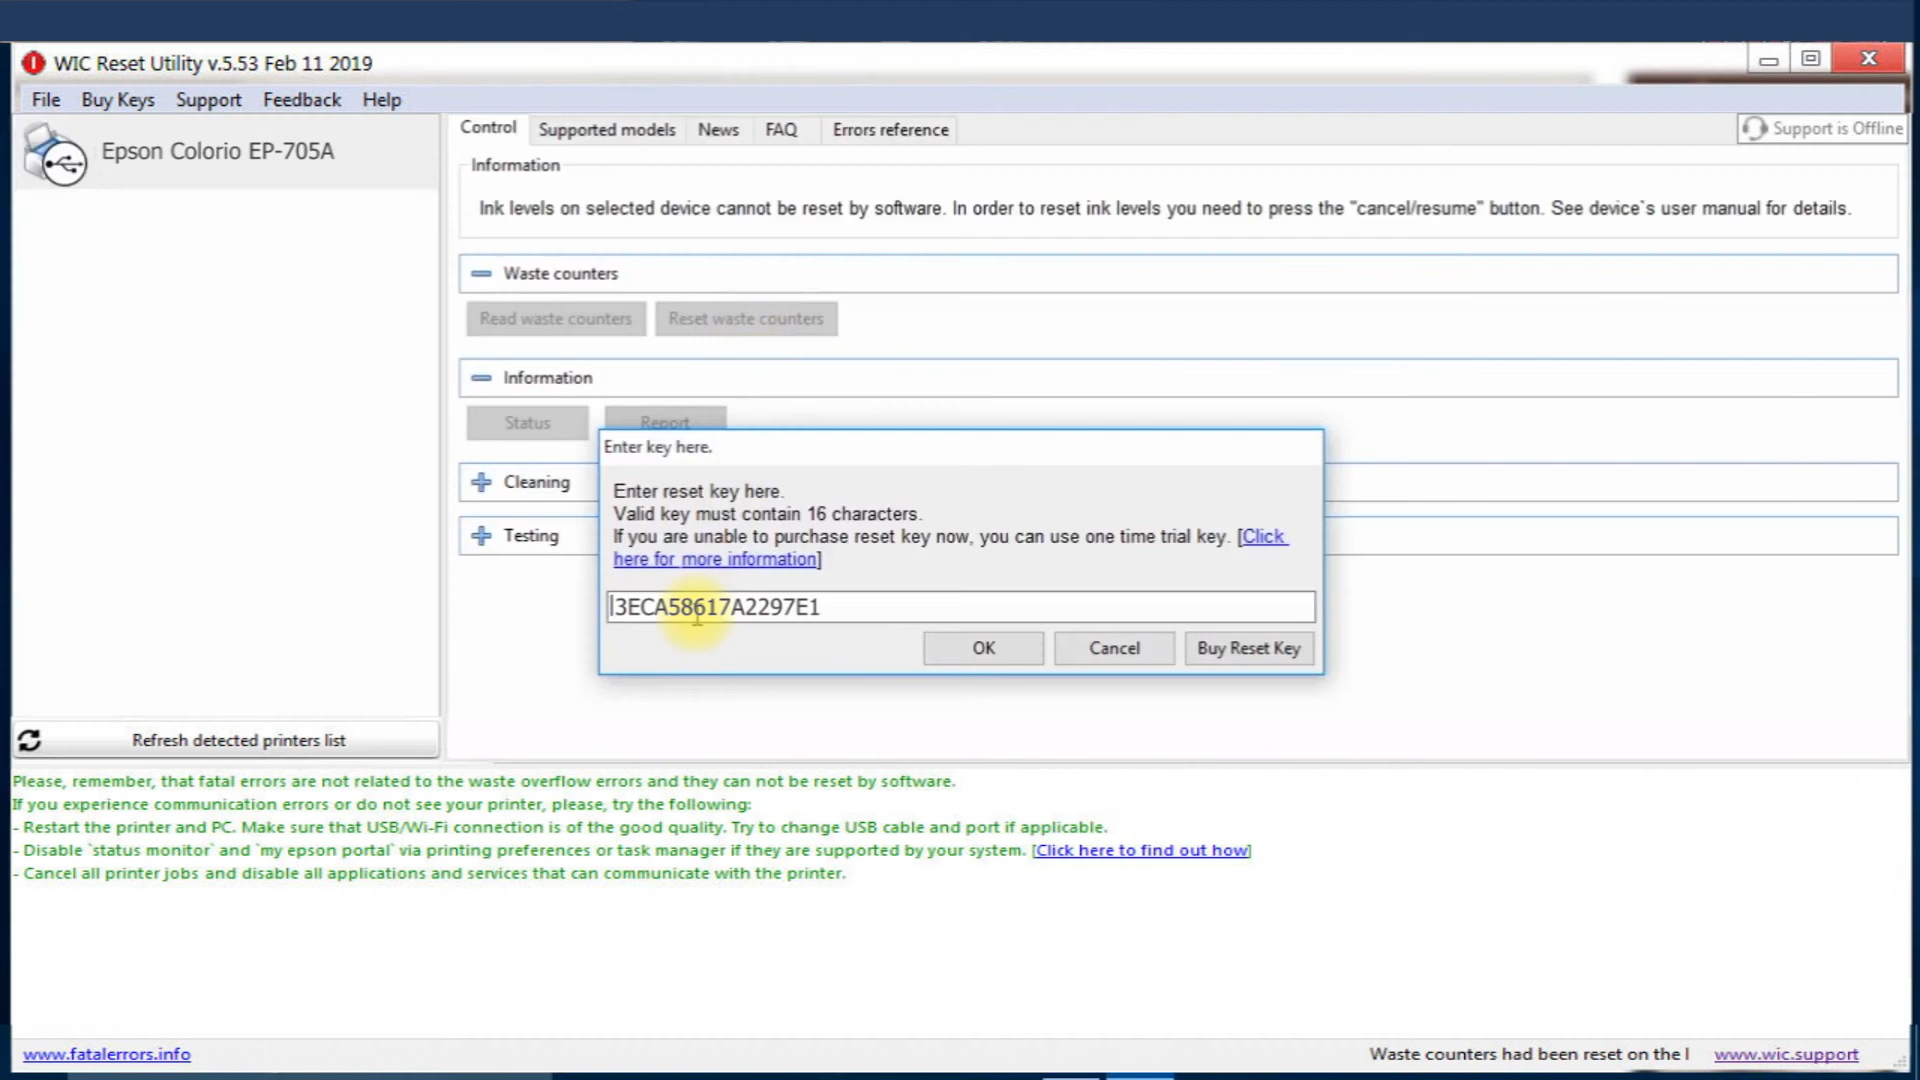 WIC Reset Utility v.5.53 Feb 11 2019
File Buy Keys Support Feedback Help
Epson Colorio EP-705A
Control Supported models News FAQ Errors reference
Support is Offline
Information
Ink levels on selected device cannot be reset by software. In order to reset ink levels you need to press the "cancel/resume" button. See device`s user manual for details.
Waste counters
Read waste counters Reset waste counters
Information
Status Report
Cleaning
Testing
Enter key here.
Enter reset key here.
Valid key must contain 16 characters.
If you are unable to purchase reset key now, you can use one time trial key. [Click
here for more information]
3ECA58617A2297E1
OK Cancel Buy Reset Key
Refresh detected printers list
Please, remember, that fatal errors are not related to the waste overflow errors and they can not be reset by software.
If you experience communication errors or do not see your printer, please, try the following:
- Restart the printer and PC. Make sure that USB/Wi-Fi connection is of the good quality. Try to change USB cable and port if applicable.
- Disable `status monitor` and `my epson portal` via printing preferences or task manager if they are supported by your system. [Click here to find out how]
- Cancel all printer jobs and disable all applications and services that can communicate with the printer.
www.fatalerrors.info
Waste counters had been reset on the l
www.wic.support